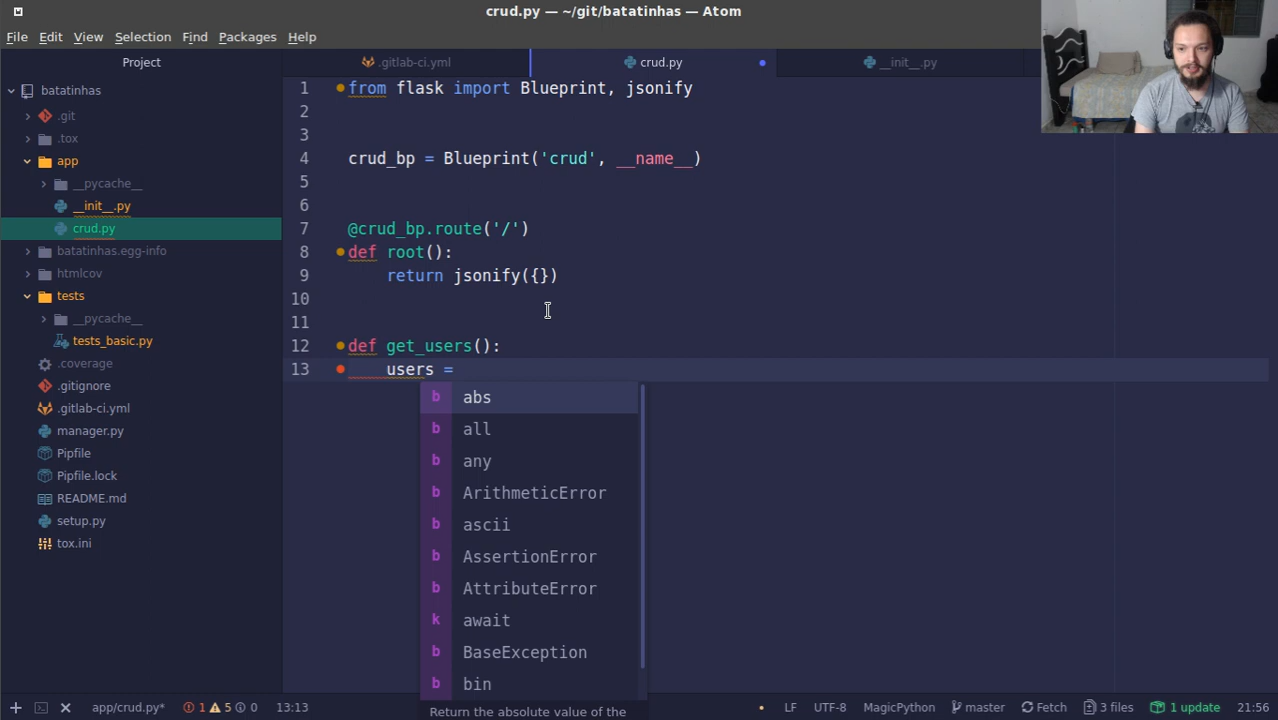 crud.py — ~/git/batatinhas — Atom
File Edit View Selection Find Packages Help
Project
batatinhas
.git
.tox
app
__pycache__
__init__.py
crud.py
batatinhas.egg-info
htmlcov
tests
__pycache__
tests_basic.py
.coverage
.gitignore
.gitlab-ci.yml
manager.py
Pipfile
Pipfile.lock
README.md
setup.py
tox.ini
.gitlab-ci.yml crud.py __init__.py
1 from flask import Blueprint, jsonify
2
3
4 crud_bp = Blueprint('crud', __name__)
5
6
7 @crud_bp.route('/')
8 def root():
9 return jsonify({})
10
11
12 def get_users():
13 users =
b abs
b all
b any
b ArithmeticError
b ascii
b AssertionError
b AttributeError
k await
b BaseException
b bin
Return the absolute value of the
app/crud.py* 1 5 0 13:13 LF UTF-8 MagicPython master Fetch 3 files 1 update 21:56